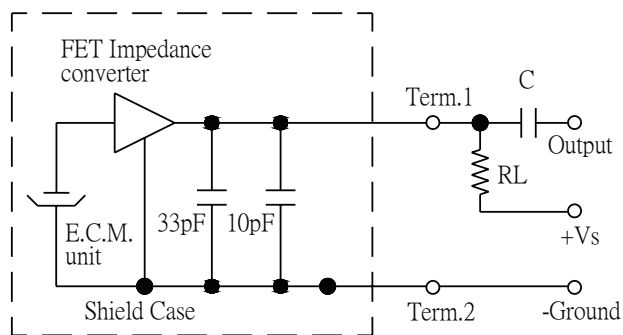 FET Impedance
converter
Term.1
C
Output
RL
33pF
10pF
+Vs
E.C.M.
unit
Shield Case
Term.2
-Ground